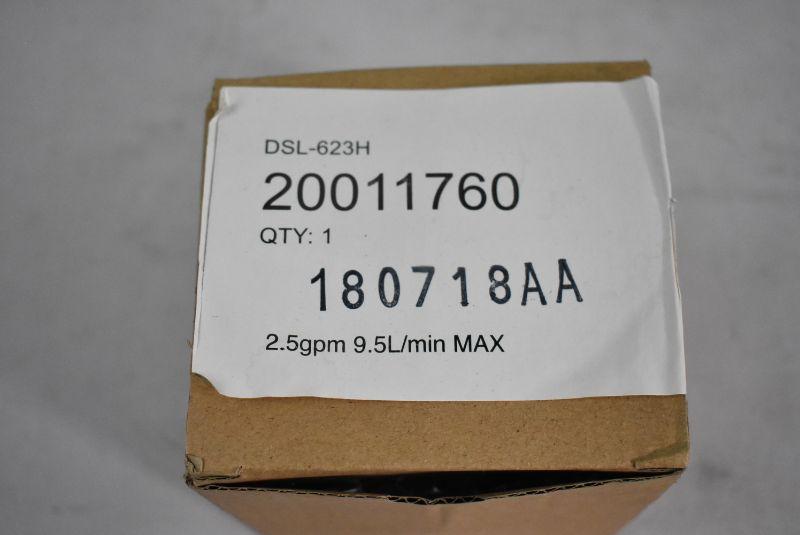 DSL-623H
20011760
QTY: 1
180718AA
2.5gpm 9.5L/min MAX